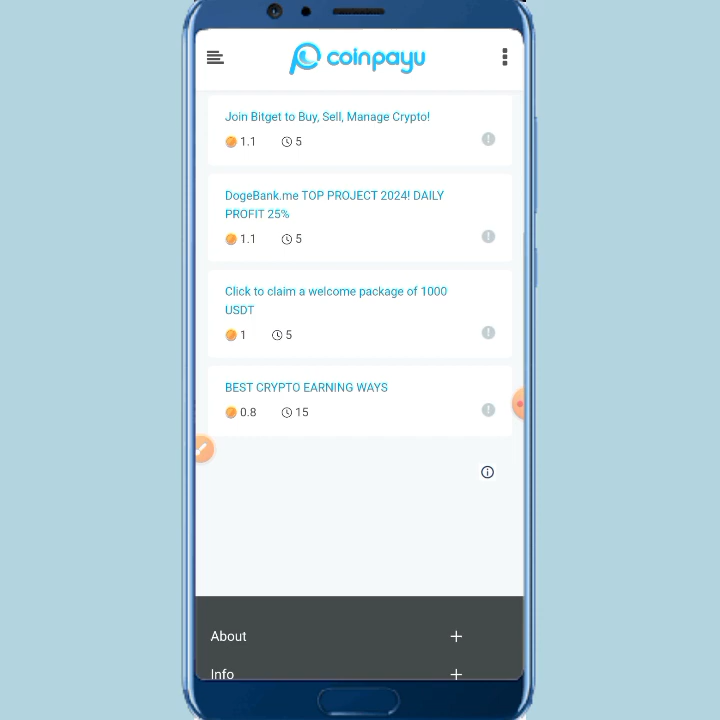 coinpayu
Join Bitget to Buy, Sell, Manage Crypto!
1.1 5
DogeBank.me TOP PROJECT 2024! DAILY
PROFIT 25%
1.1 5
Click to claim a welcome package of 1000
USDT
1 5
BEST CRYPTO EARNING WAYS
0.8 15
About +
Info +